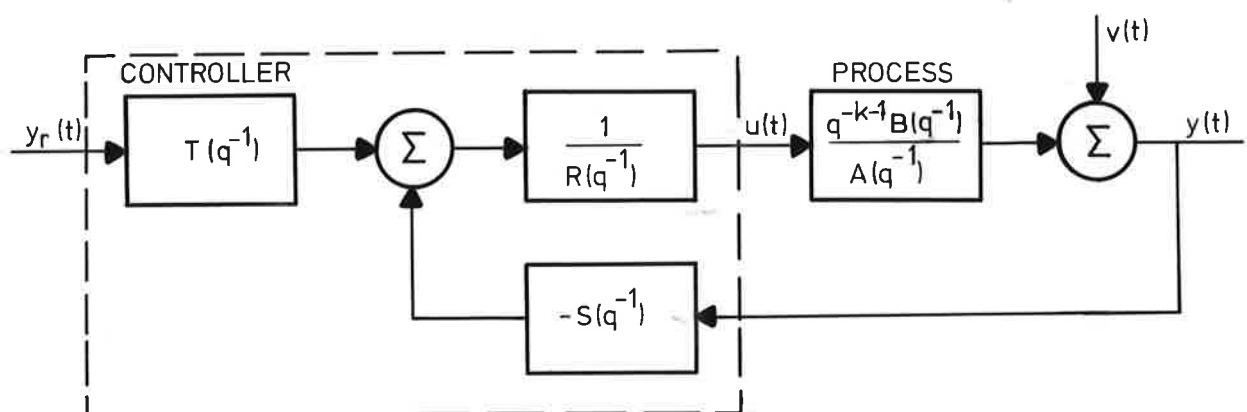 v(t)
CONTROLLER
PROCESS
y_r(t)
T(q^{-1})
Σ
1
R(q^{-1})
u(t)
q^{-k-1} B(q^{-1})
A(q^{-1})
Σ
y(t)
-S(q^{-1})